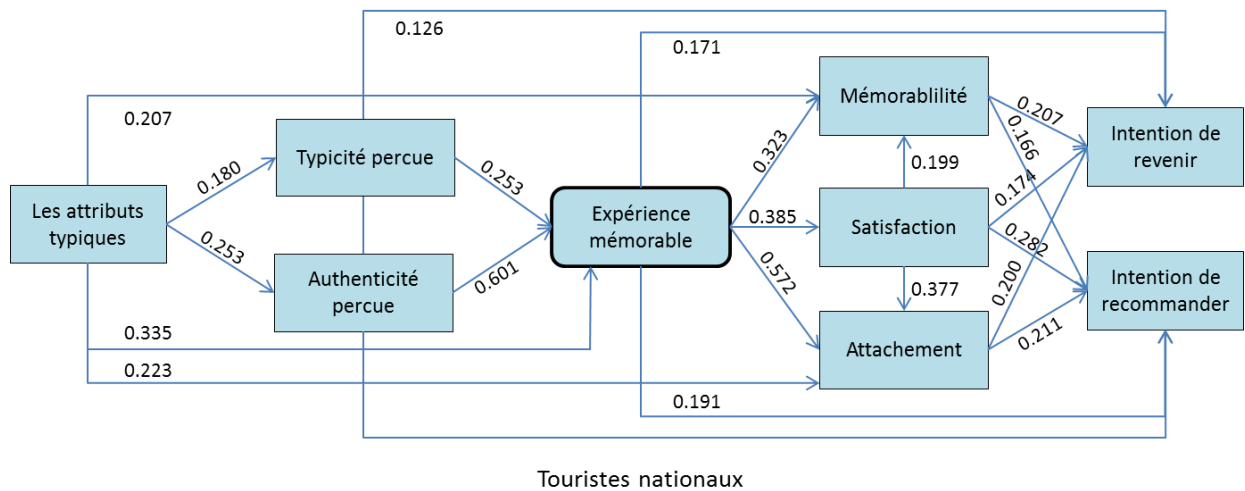 0.126
0.171
0.207
Mémorablilité
0.207
0.166
Intention de
revenir
Typicité percue
0.180
0.253
0.323
0.199
0.174
Les attributs
typiques
Expérience
mémorable
0.385
Satisfaction
0.253
0.601
0.572
0.282
0.200
Authenticité
percue
0.377
Intention de
recommander
0.335
Attachement
0.211
0.223
0.191
Touristes nationaux